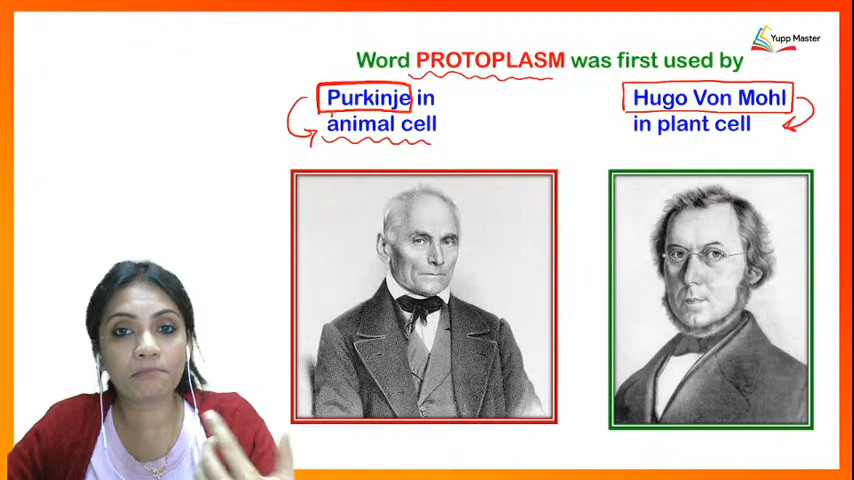 Yupp Master
Word PROTOPLASM was first used by
Purkinje in
animal cell
Hugo Von Mohl
in plant cell